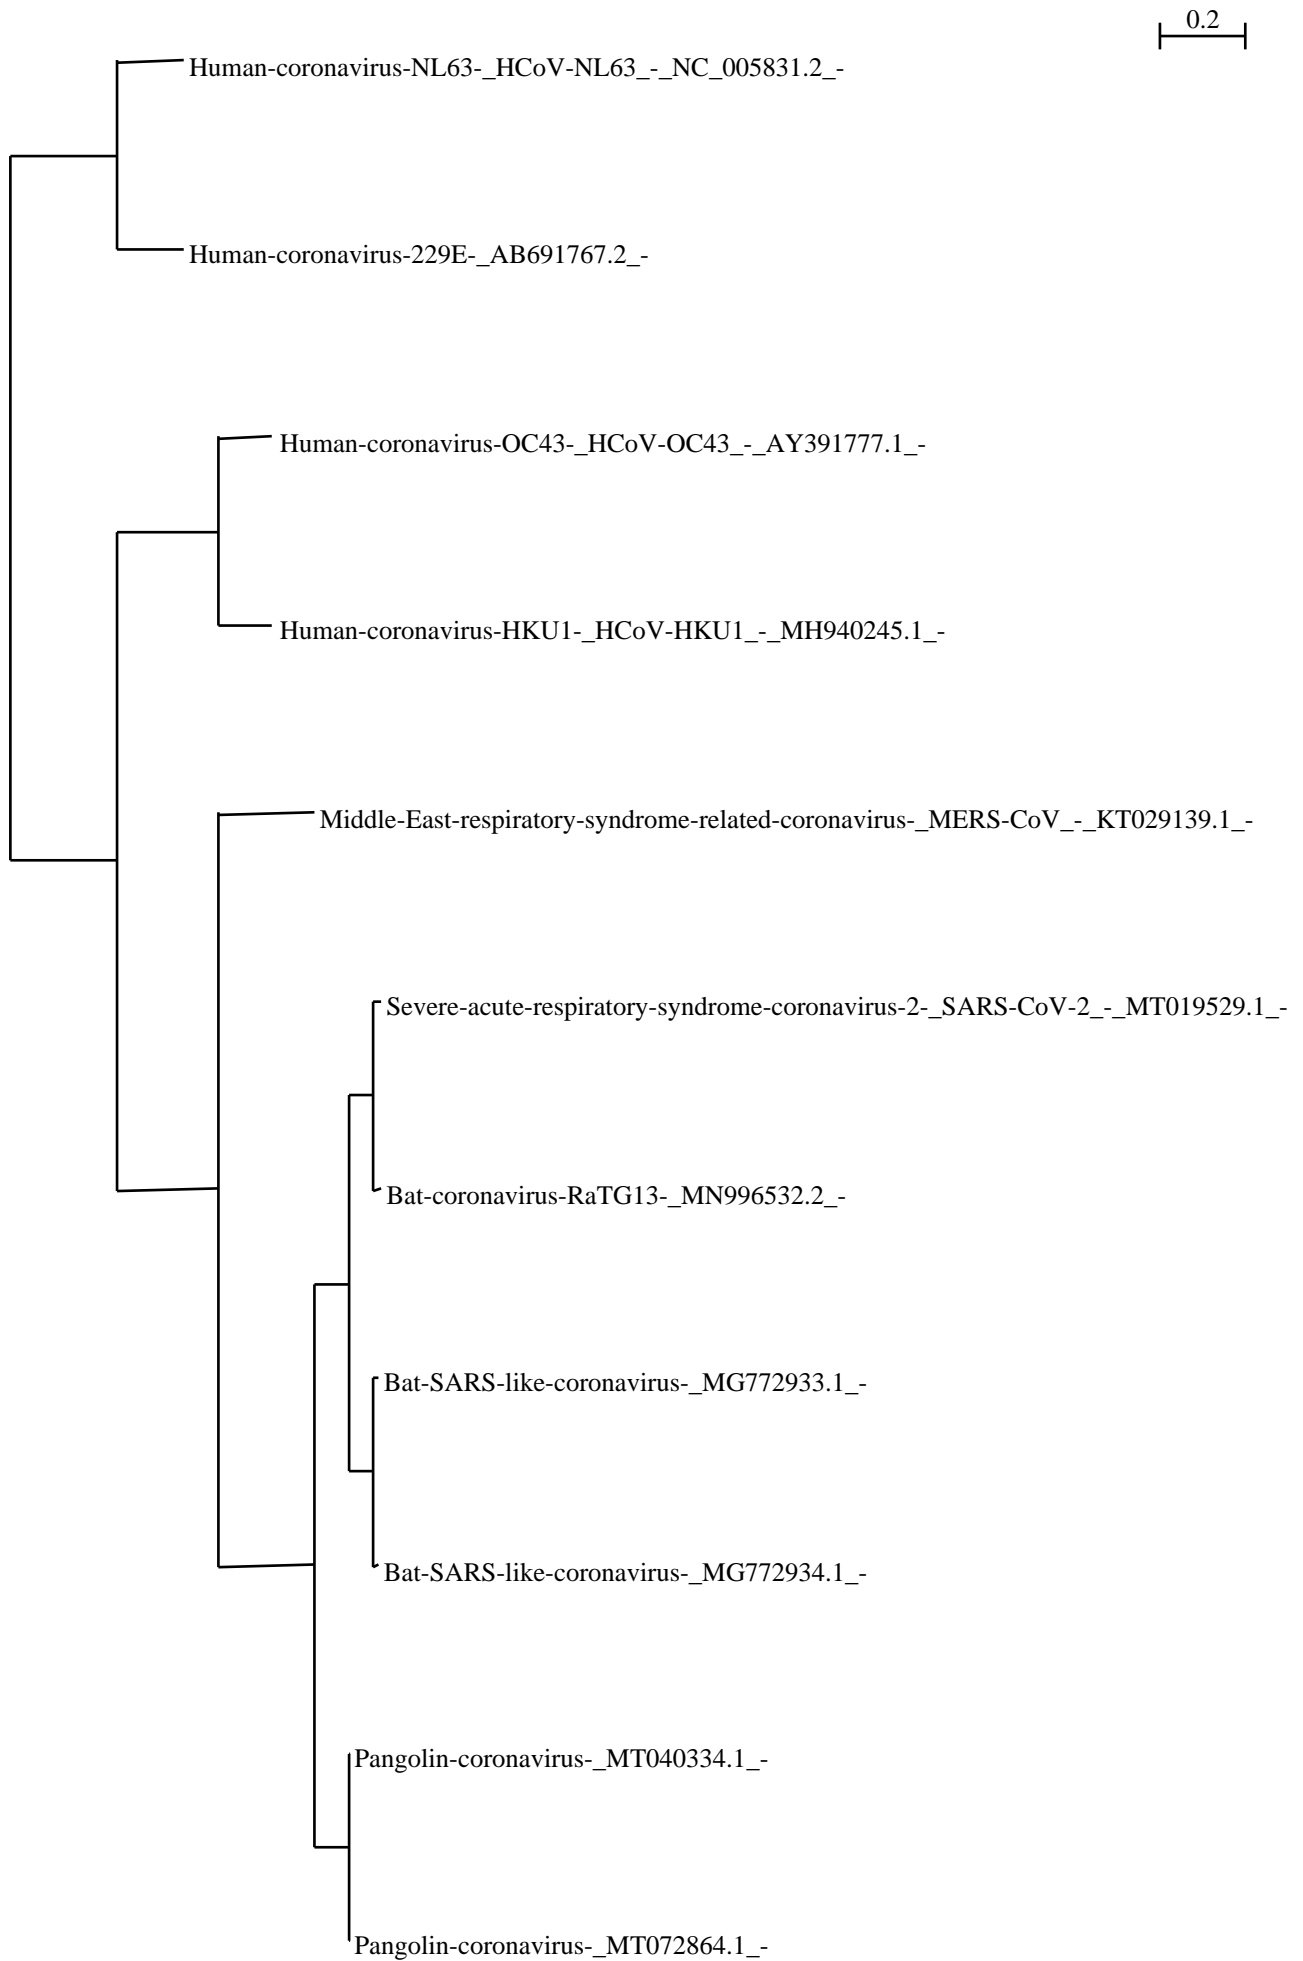 0.2
Human-coronavirus-NL63-_HCoV-NL63_-_NC_005831.2_-
Human-coronavirus-229E-_AB691767.2_-
Human-coronavirus-OC43-_HCoV-OC43_-_AY391777.1_-
Human-coronavirus-HKU1-_HCoV-HKU1_-_MH940245.1_-
Middle-East-respiratory-syndrome-related-coronavirus-_MERS-CoV_-_KT029139.1_-
Severe-acute-respiratory-syndrome-coronavirus-2-_SARS-CoV-2_-_MT019529.1_-
Bat-coronavirus-RaTG13-_MN996532.2_-
Bat-SARS-like-coronavirus-_MG772933.1_-
Bat-SARS-like-coronavirus-_MG772934.1_-
Pangolin-coronavirus-_MT040334.1_-
Pangolin-coronavirus-_MT072864.1_-